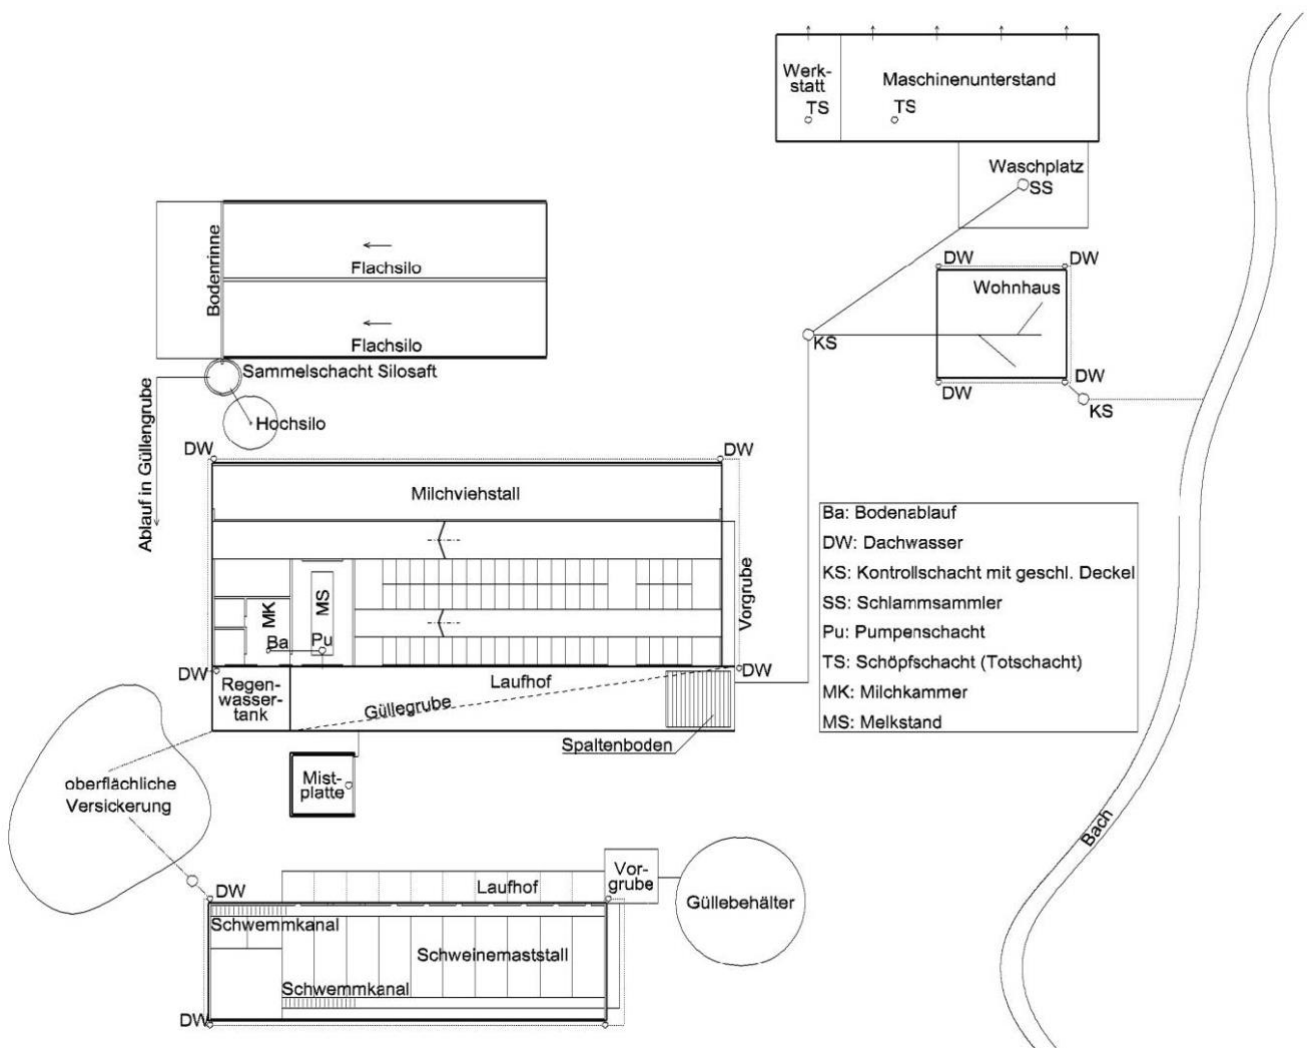 Werk-
statt
TS
Maschinenunterstand
TS
Waschplatz
SS
DW
DW
Wohnhaus
KS
DW
DW
KS
Bodenrinne
Flachsilo
Flachsilo
Sammelschacht Silosaft
Hochsilo
Ablauf in Güllengrube
DW
DW
Milchviehstall
MK
MS
Ba
Pu
Vorgrube
DW
DW
Regen-
wasser-
tank
Güllegrube
Laufhof
Spaltenboden
Mist-
platte
Ba: Bodenablauf
DW: Dachwasser
KS: Kontrollschacht mit geschl. Deckel
SS: Schlammsammler
Pu: Pumpenschacht
TS: Schöpfschacht (Totschacht)
MK: Milchkammer
MS: Melkstand
Bach
oberflächliche
Versickerung
DW
Laufhof
Vor-
grube
Güllebehälter
Schwemmkanal
Schweinemaststall
Schwemmkanal
DW